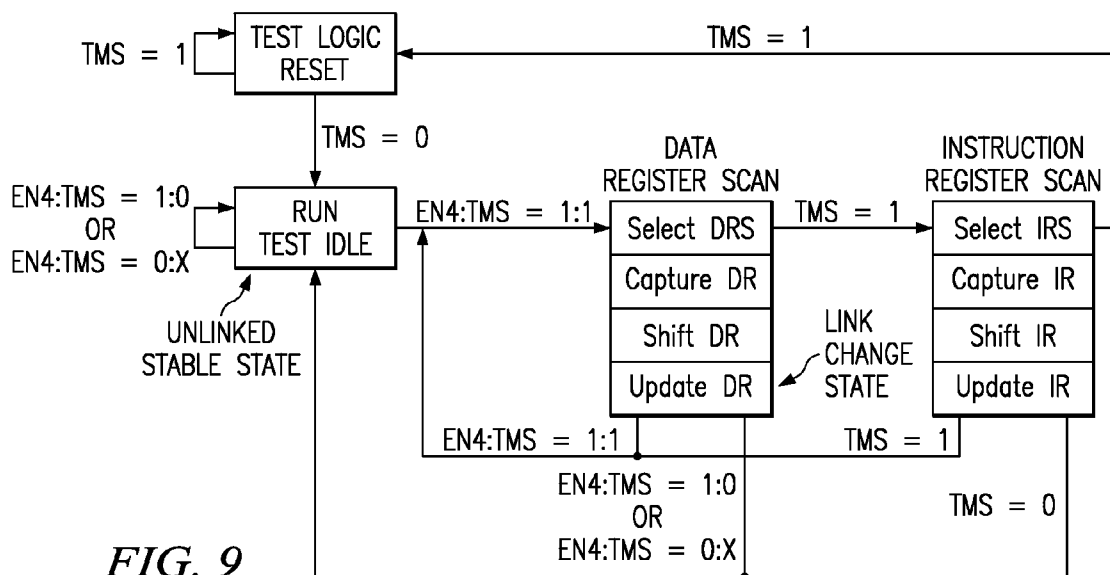 TEST LOGIC
RESET
TMS = 1
TMS = 1
TMS = 0
DATA
REGISTER SCAN
INSTRUCTION
REGISTER SCAN
EN4:TMS = 1:0
OR
EN4:TMS = 0:X
RUN
TEST IDLE
EN4:TMS = 1:1
Select DRS
TMS = 1
Select IRS
Capture DR
Capture IR
Shift DR
Shift IR
Update DR
Update IR
UNLINKED
STABLE STATE
LINK
CHANGE
STATE
EN4:TMS = 1:1
TMS = 1
EN4:TMS = 1:0
OR
EN4:TMS = 0:X
TMS = 0
FIG. 9